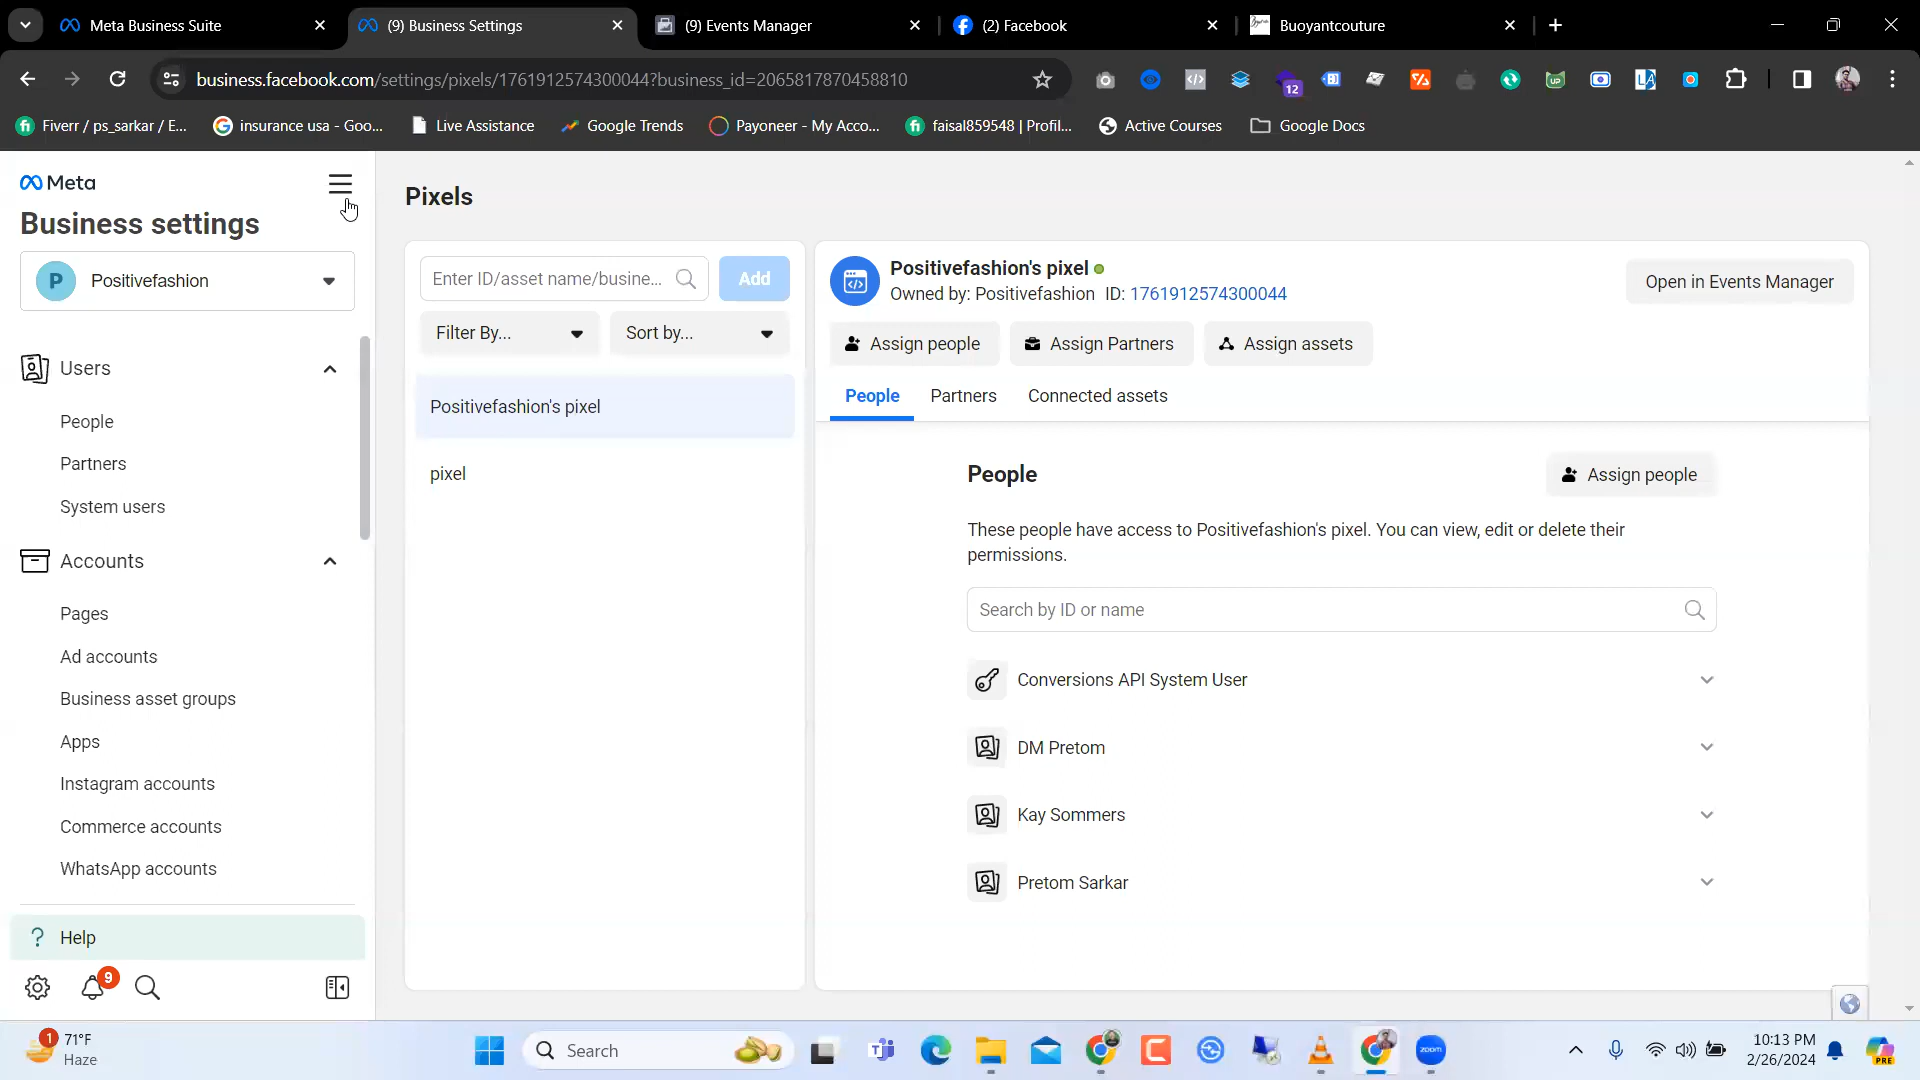 Meta Business Suite
(9) Business Settings
(9) Events Manager
(2) Facebook
Buoyantcouture
business.facebook.com/settings/pixels/1761912574300044?business_id=2065817870458810
12
UP
LA
Fiverr / ps_sarkar / E...
insurance usa - Goo...
Live Assistance
Google Trends
Payoneer - My Acco...
faisal859548 | Profil...
Active Courses
Google Docs
Meta
Business settings
P
Positivefashion
Users
People
Partners
System users
Accounts
Pages
Ad accounts
Business asset groups
Apps
Instagram accounts
Commerce accounts
WhatsApp accounts
? Help
9
Pixels
Enter ID/asset name/busine...
Add
Filter By...
Sort by...
Positivefashion's pixel
pixel
Positivefashion's pixel
Owned by: Positivefashion ID: 1761912574300044
Open in Events Manager
Assign people
Assign Partners
Assign assets
People
Partners
Connected assets
People
Assign people
These people have access to Positivefashion's pixel. You can view, edit or delete their
permissions.
Search by ID or name
Conversions API System User
DM Pretom
Kay Sommers
Pretom Sarkar
1
71°F
Haze
Search
zoom
10:13 PM
2/26/2024
PRE